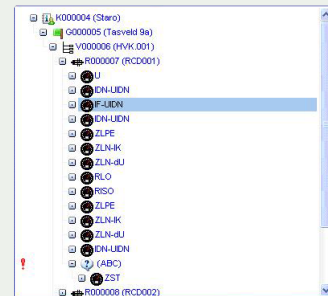 K000004 (Staro)
G000005 (Tasveld 9a)
V000006 (HVK.001)
R000007 (RCD001)
U
IDN-UIDN
IF-UIDN
IDN-UIDN
ZLPE
ZLN-IK
ZLN-dU
RLO
RISO
ZLPE
ZLN-IK
ZLN-dU
IDN-UIDN
(ABC)
ZST
R000008 (RCD002)